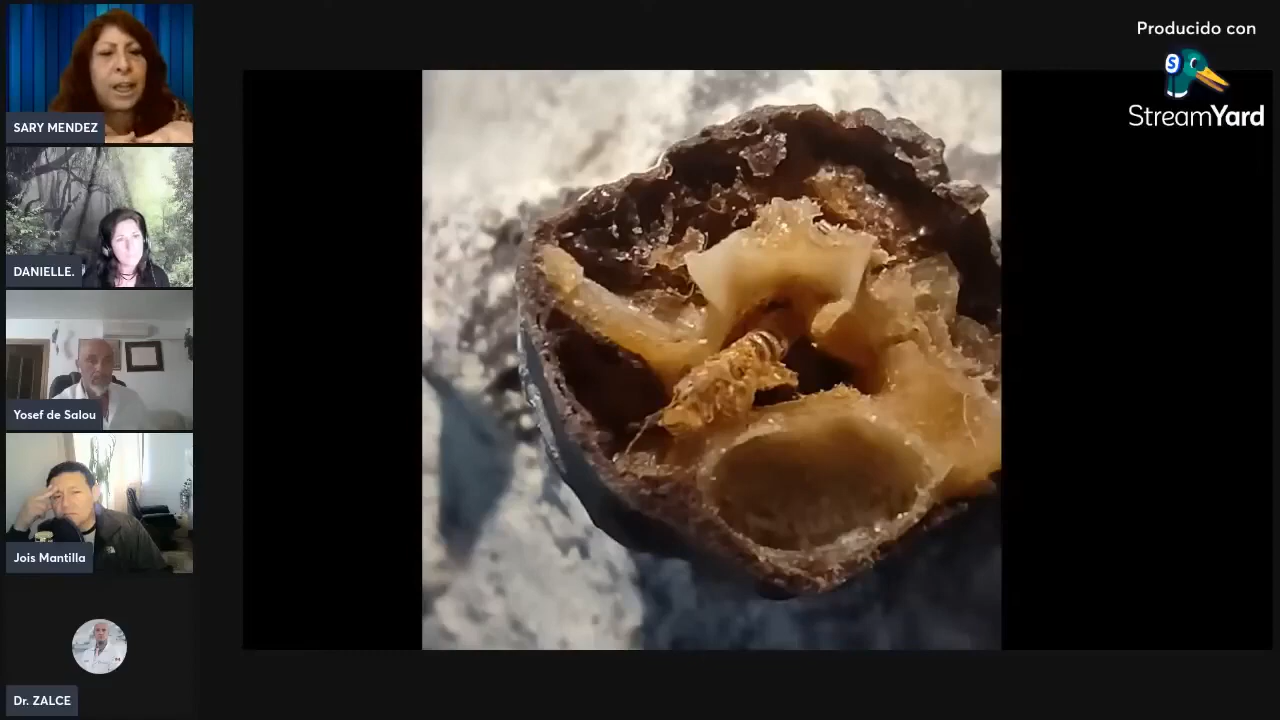 SARY MENDEZ
DANIELLE.
Yosef de Salou
Jois Mantilla
Dr. ZALCE
Producido con
S
StreamYard